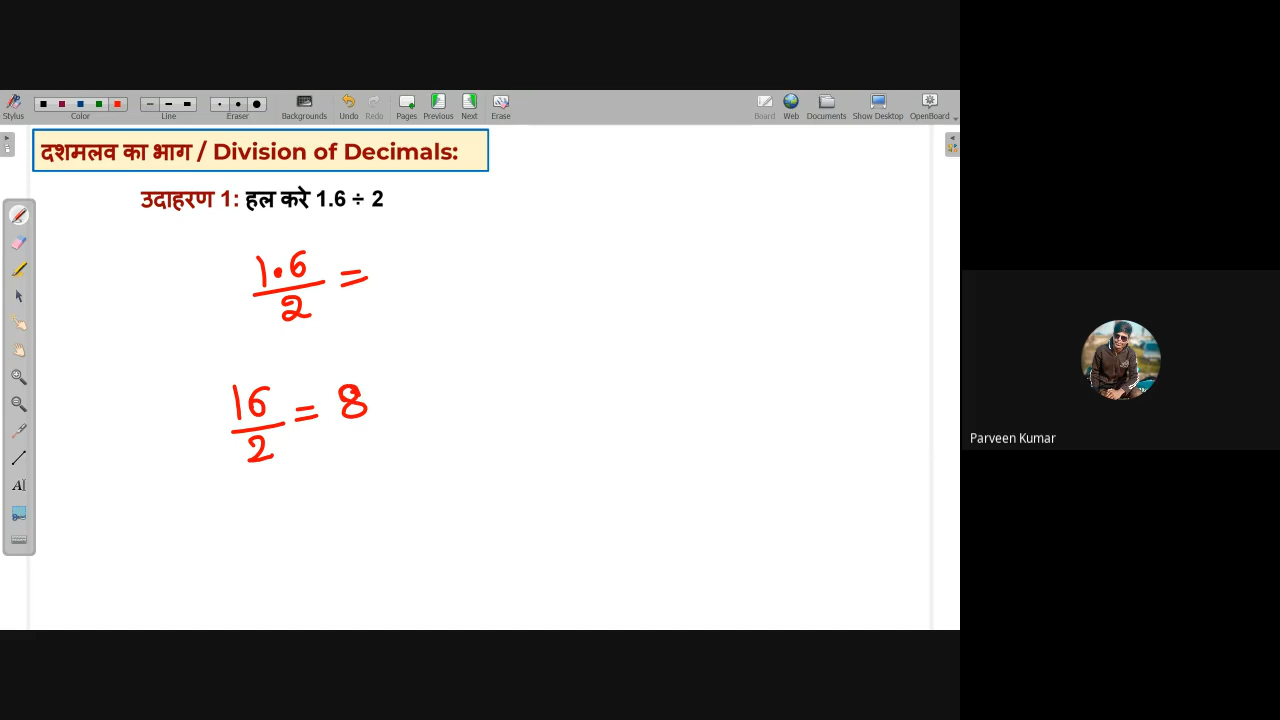 Stylus
Color
Line
Eraser
Backgrounds
Undo
Redo
Pages
Previous
Next
Erase
Board
Web
Documents
Show Desktop
OpenBoard
दशमलव का भाग / Division of Decimals:
उदाहरण 1: हल करे 1.6 ÷ 2
1.6
2
=
16
2
= 8
Parveen Kumar